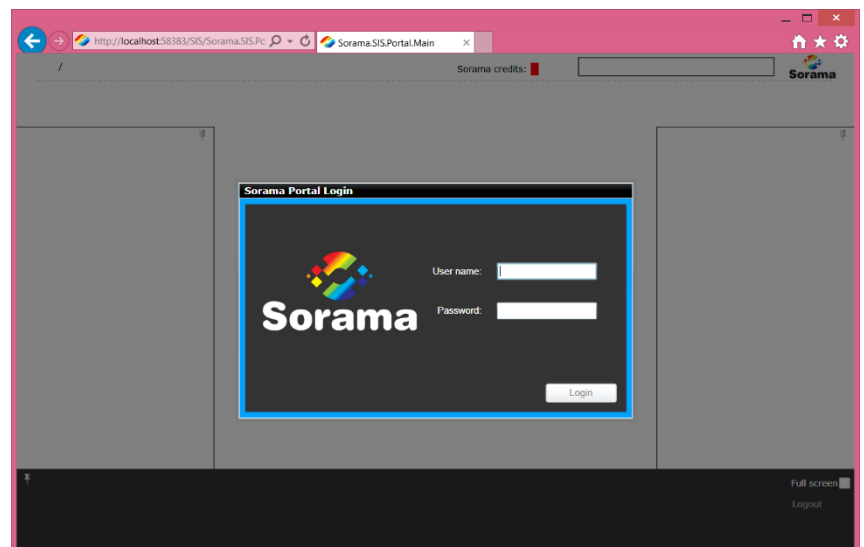 http://localhost:58383/SIS/Sorama.SIS.Pc
Sorama.SIS.Portal.Main
/
Sorama credits:
Sorama
Sorama Portal Login
User name:
Sorama
Password:
Login
Full screen
Logout